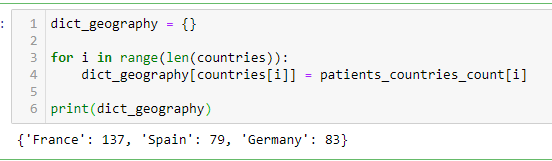 1 dict_geography = {}
2
3 for i in range(len(countries)):
4     dict_geography[countries[i]] = patients_countries_count[i]
5
6 print(dict_geography)
{'France': 137, 'Spain': 79, 'Germany': 83}